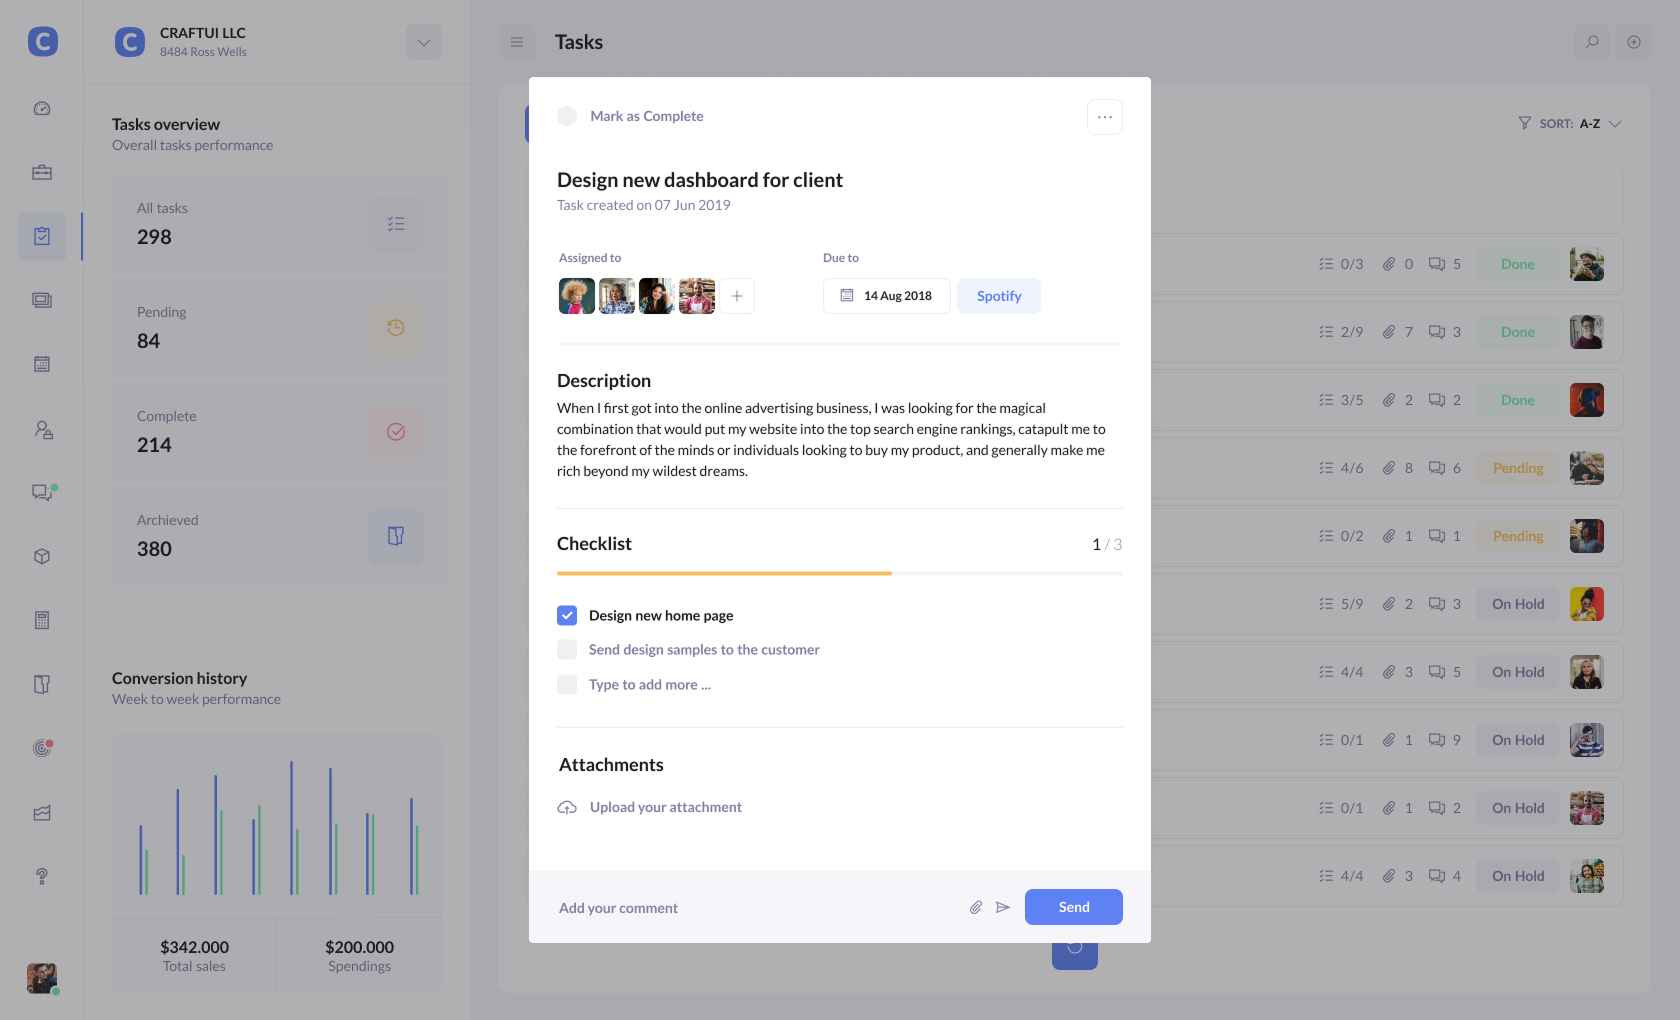 C
C
CRAFTUI LLC
8484 Ross Wells
Tasks
Tasks overview
Overall tasks performance
All tasks
298
Pending
84
Complete
214
Archieved
380
Conversion history
Week to week performance
$342.000
Total sales
$200.000
Spendings
SORT: A-Z
Mark as Complete
Design new dashboard for client
Task created on 07 Jun 2019
Assigned to
Due to
14 Aug 2018
Spotify
Description
When I first got into the online advertising business, I was looking for the magical
combination that would put my website into the top search engine rankings, catapult me to
the forefront of the minds or individuals looking to buy my product, and generally make me
rich beyond my wildest dreams.
Checklist
1 / 3
Design new home page
Send design samples to the customer
Type to add more ...
Attachments
Upload your attachment
Add your comment
Send
0/3 0 5 Done
2/9 7 3 Done
3/5 2 2 Done
4/6 8 6 Pending
0/2 1 1 Pending
5/9 2 3 On Hold
4/4 3 5 On Hold
0/1 1 9 On Hold
0/1 1 2 On Hold
4/4 3 4 On Hold